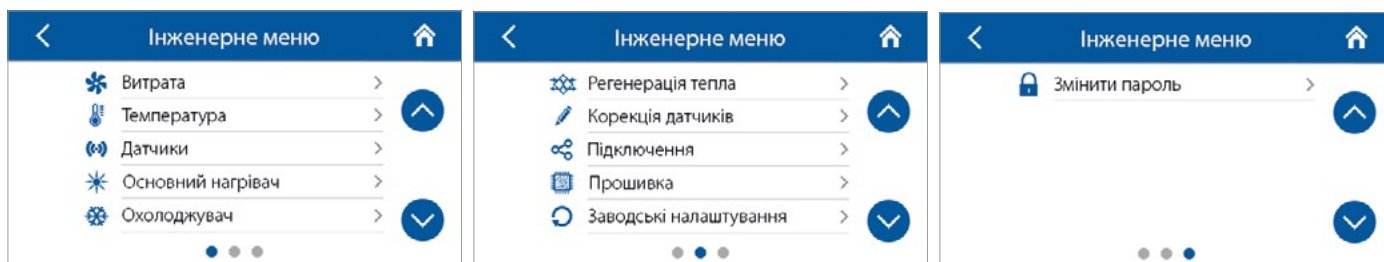 Інженерне меню
Витрата
Температура
Датчики
Основний нагрівач
Охолоджувач
Інженерне меню
Регенерація тепла
Корекція датчиків
Підключення
Прошивка
Заводські налаштування
Інженерне меню
Змінити пароль